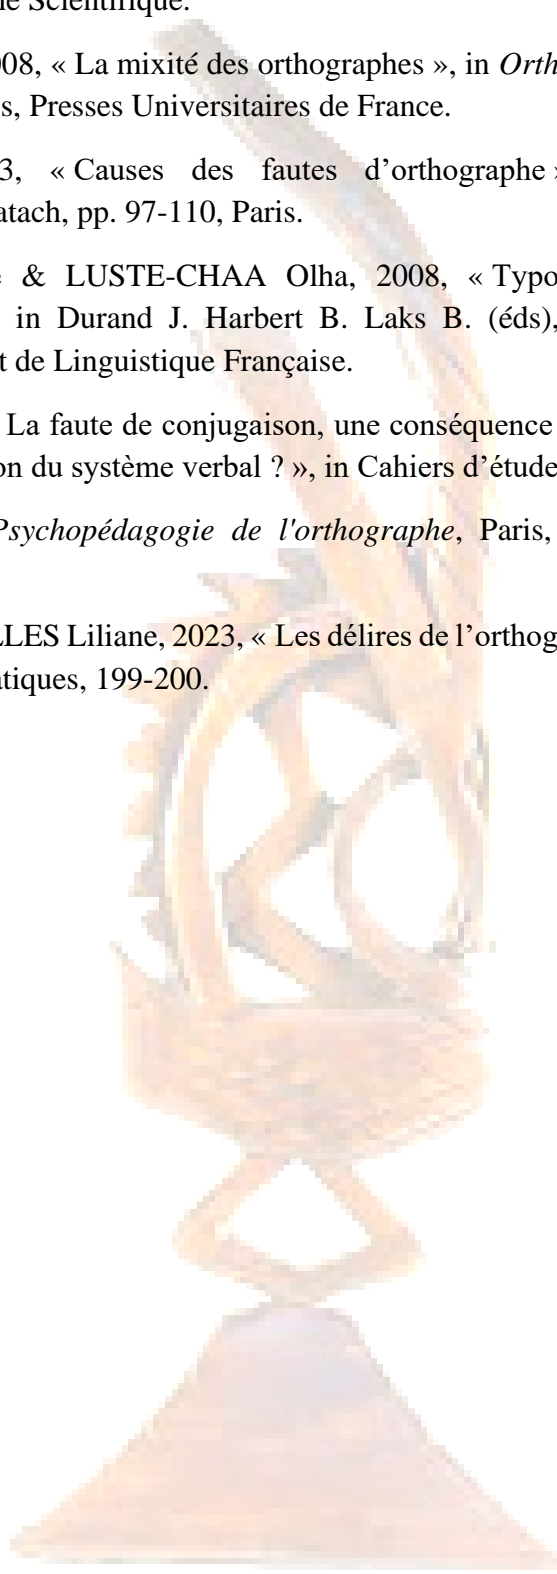 ne Scientifique.
008, « La mixité des orthographes », in Orth
s, Presses Universitaires de France.
3, « Causes des fautes d’orthographe »
atach, pp. 97-110, Paris.
e & LUSTE-CHAA Olha, 2008, « Typo
in Durand J. Harbert B. Laks B. (éds),
t de Linguistique Française.
La faute de conjugaison, une conséquence
on du système verbal ? », in Cahiers d’étude
Psychopédagogie de l'orthographe, Paris,
LLES Liliane, 2023, « Les délires de l’orthog
atiques, 199-200.